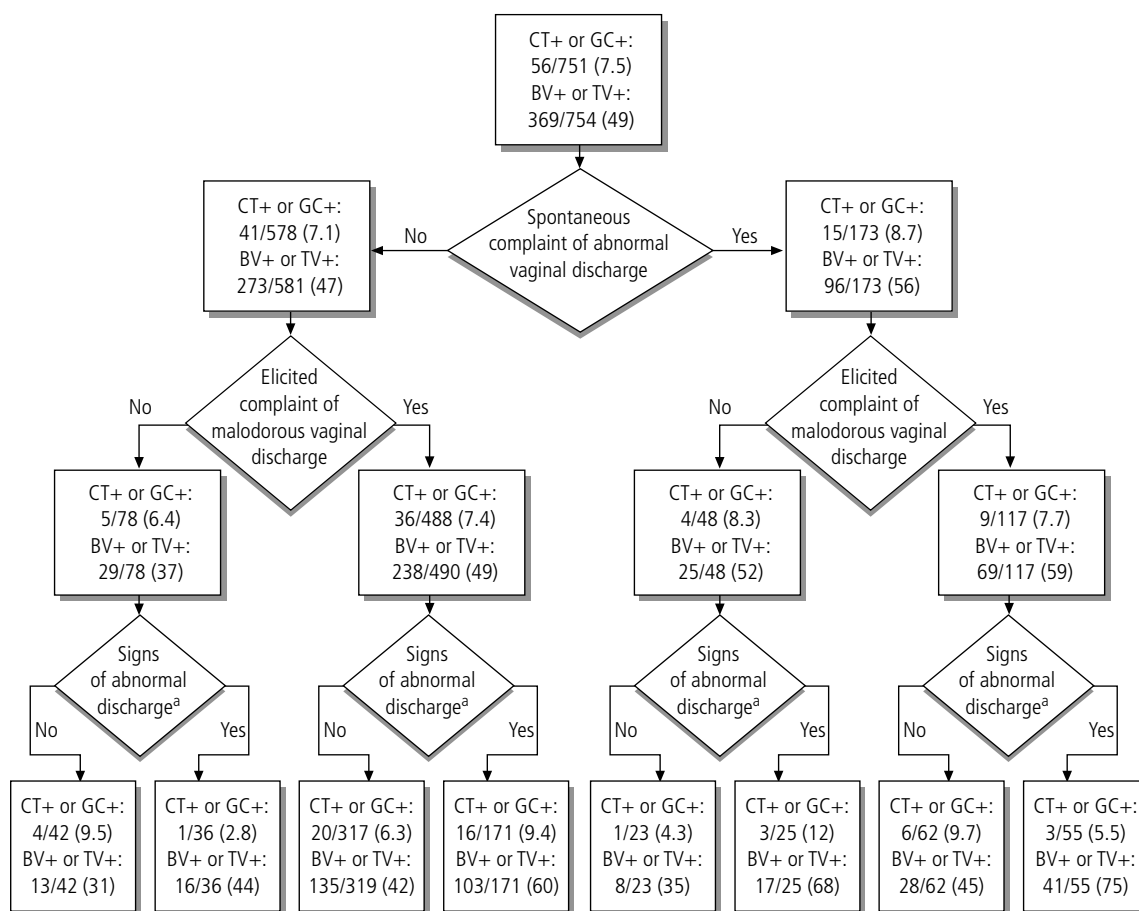 CT+ or GC+:
56/751 (7.5)
BV+ or TV+:
369/754 (49)
CT+ or GC+:
41/578 (7.1)
BV+ or TV+:
273/581 (47)
No
Spontaneous
complaint of abnormal
vaginal discharge
Yes
CT+ or GC+:
15/173 (8.7)
BV+ or TV+:
96/173 (56)
No
Elicited
complaint of
malodorous vaginal
discharge
Yes
No
Elicited
complaint of
malodorous vaginal
discharge
Yes
CT+ or GC+:
5/78 (6.4)
BV+ or TV+:
29/78 (37)
CT+ or GC+:
36/488 (7.4)
BV+ or TV+:
238/490 (49)
CT+ or GC+:
4/48 (8.3)
BV+ or TV+:
25/48 (52)
CT+ or GC+:
9/117 (7.7)
BV+ or TV+:
69/117 (59)
No
Signs
of abnormal
dischargeᵃ
Yes
No
Signs
of abnormal
dischargeᵃ
Yes
No
Signs
of abnormal
dischargeᵃ
Yes
No
Signs
of abnormal
dischargeᵃ
Yes
CT+ or GC+:
4/42 (9.5)
BV+ or TV+:
13/42 (31)
CT+ or GC+:
1/36 (2.8)
BV+ or TV+:
16/36 (44)
CT+ or GC+:
20/317 (6.3)
BV+ or TV+:
135/319 (42)
CT+ or GC+:
16/171 (9.4)
BV+ or TV+:
103/171 (60)
CT+ or GC+:
1/23 (4.3)
BV+ or TV+:
8/23 (35)
CT+ or GC+:
3/25 (12)
BV+ or TV+:
17/25 (68)
CT+ or GC+:
6/62 (9.7)
BV+ or TV+:
28/62 (45)
CT+ or GC+:
3/55 (5.5)
BV+ or TV+:
41/55 (75)